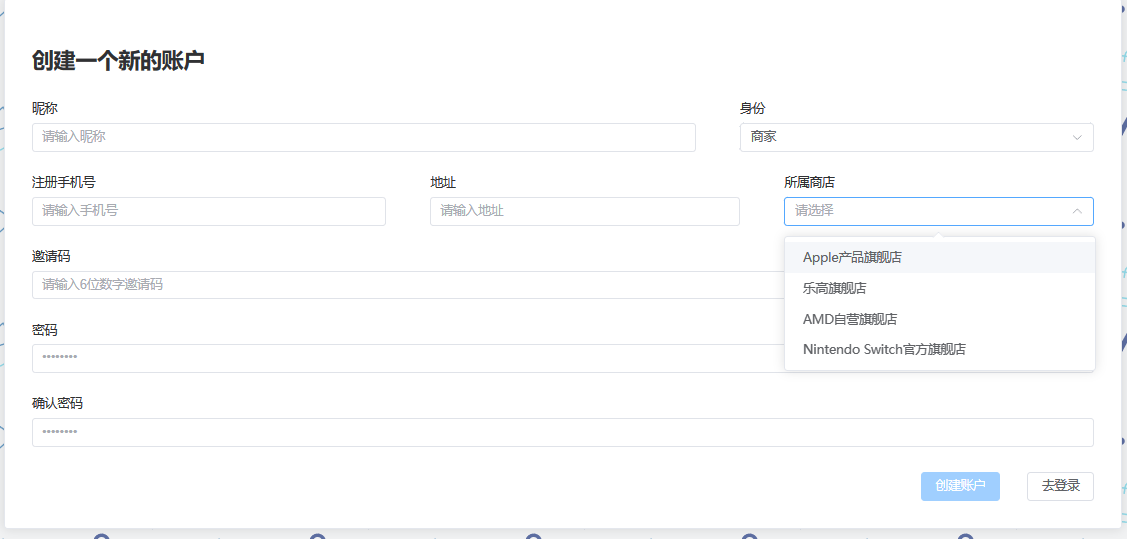 创建一个新的账户
昵称
身份
请输入昵称
商家
注册手机号
地址
所属商店
请输入手机号
请输入地址
请选择
邀请码
Apple产品旗舰店
请输入6位数字邀请码
乐高旗舰店
AMD自营旗舰店
密码
Nintendo Switch官方旗舰店
••••••••
确认密码
••••••••
创建账户
去登录